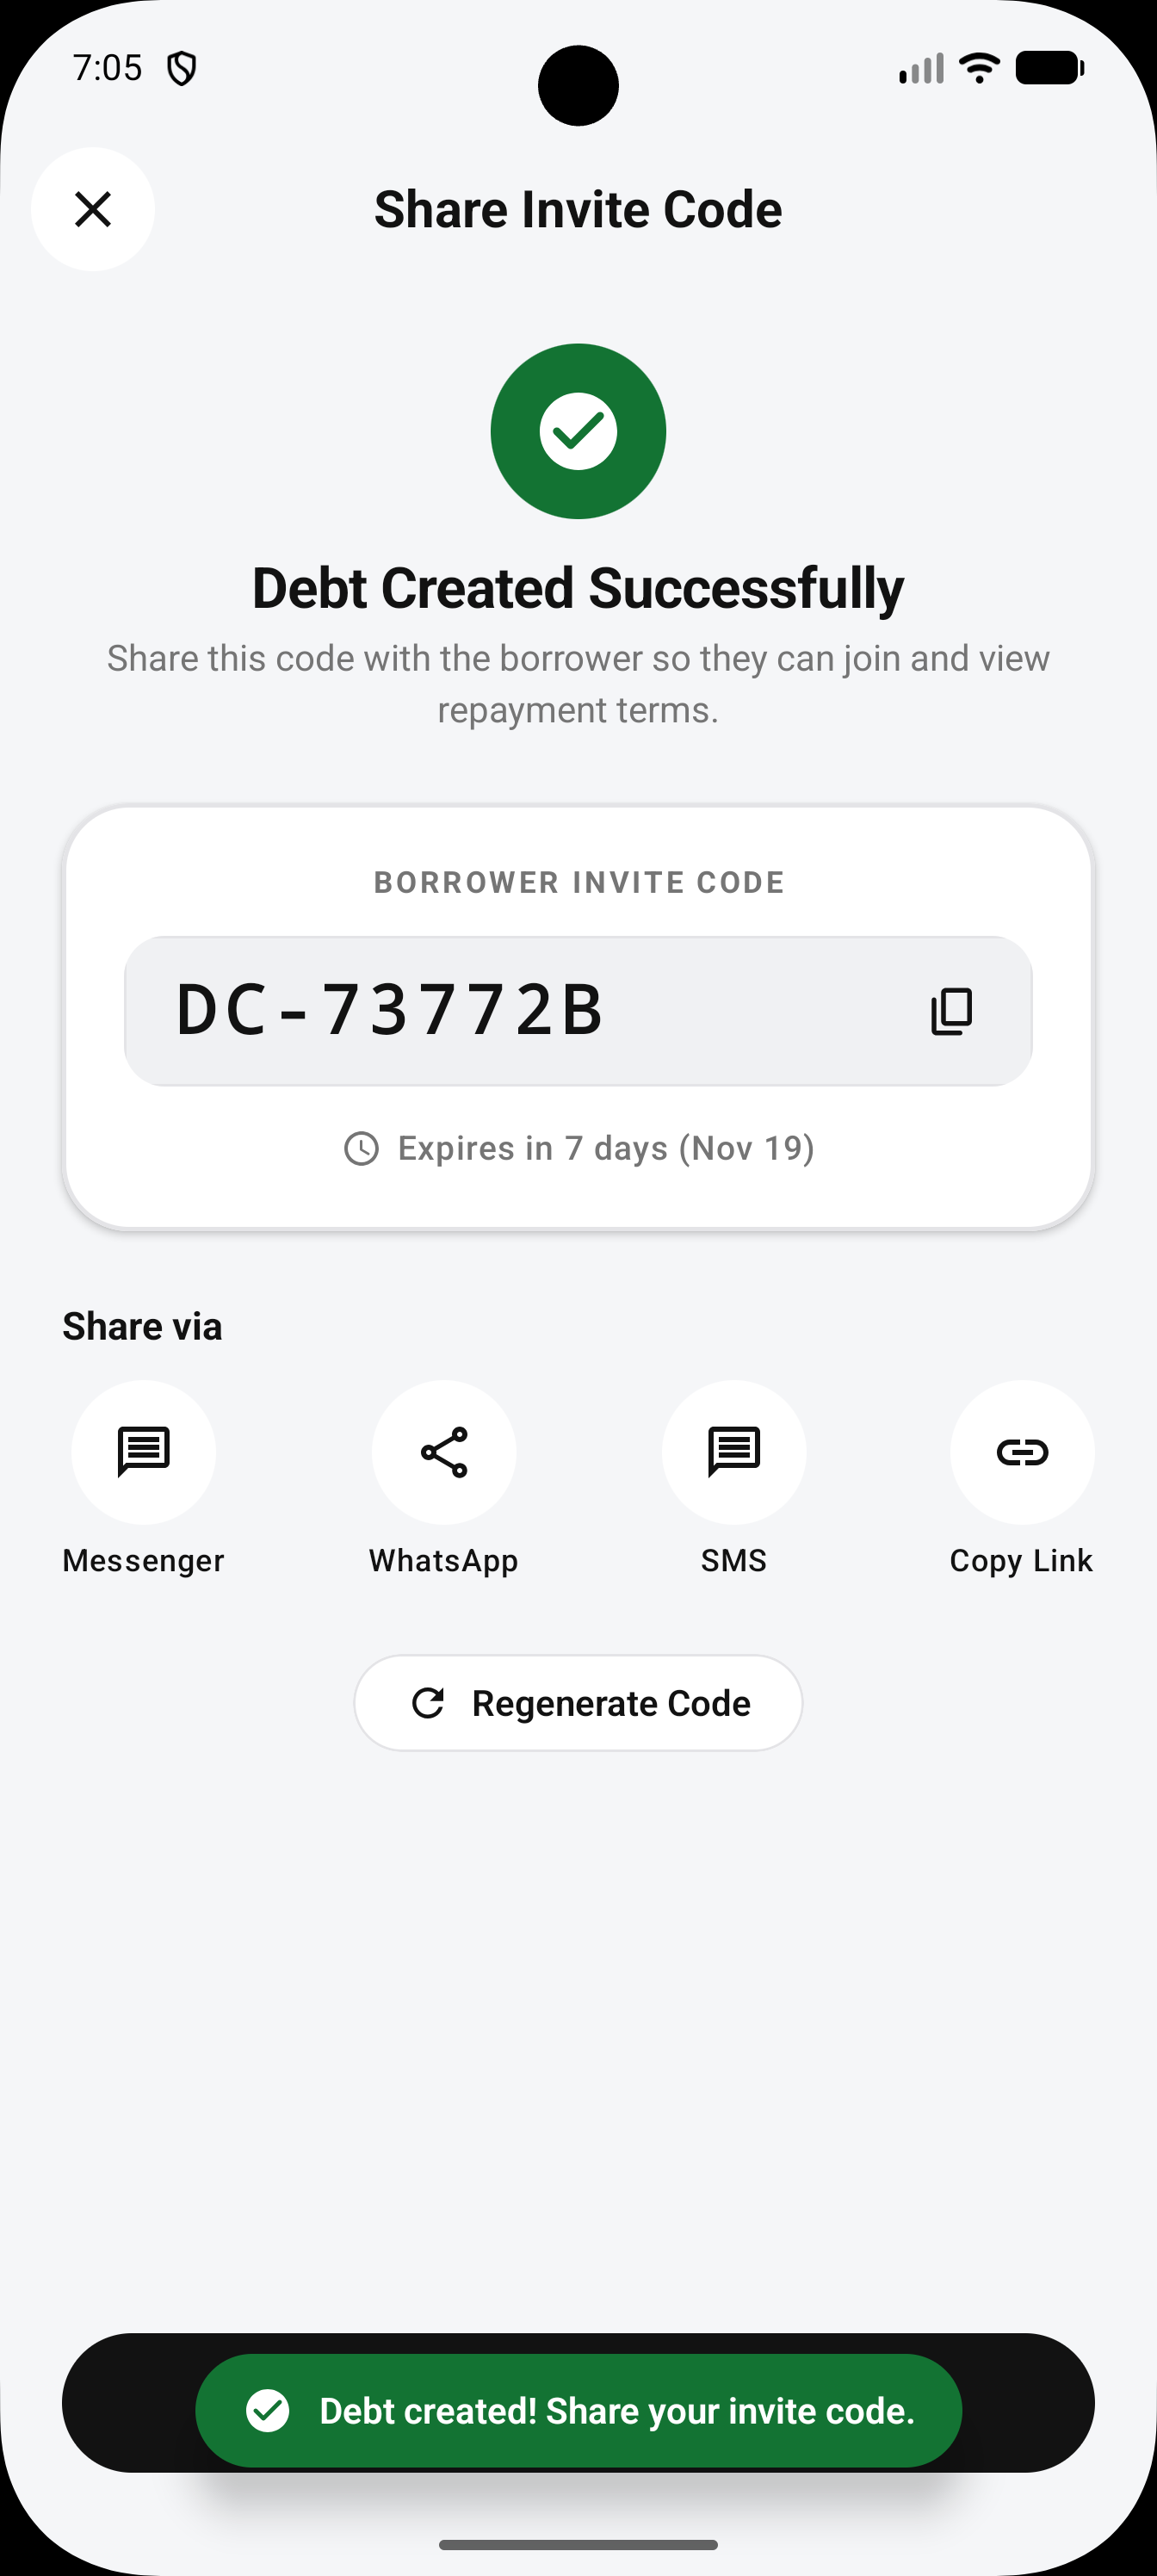 7:05
Share Invite Code
Debt Created Successfully
Share this code with the borrower so they can join and view
repayment terms.
BORROWER INVITE CODE
DC-73772B
Expires in 7 days (Nov 19)
Share via
Messenger
WhatsApp
SMS
Copy Link
Regenerate Code
Debt created! Share your invite code.